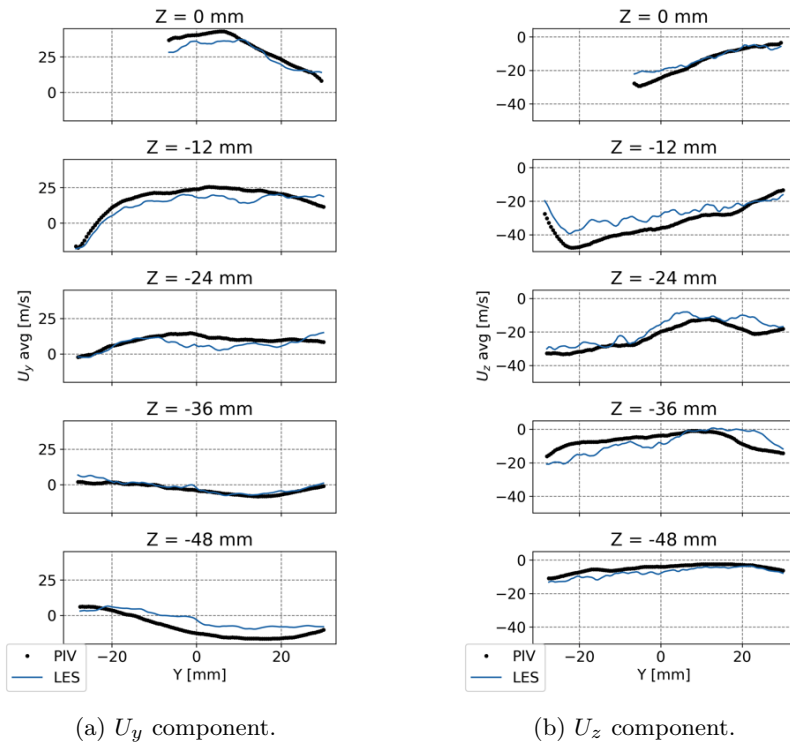 Z = 0 mm
25
0
Z = -12 mm
25
0
Z = -24 mm
25
0
Z = -36 mm
25
0
Z = -48 mm
25
0
U_y avg [m/s]
−20
0
20
Y [mm]
PIV
LES
(a) U_y component.
Z = 0 mm
0
−20
−40
Z = -12 mm
0
−20
−40
Z = -24 mm
0
−20
−40
Z = -36 mm
0
−20
−40
Z = -48 mm
0
−20
−40
U_z avg [m/s]
−20
0
20
Y [mm]
PIV
LES
(b) U_z component.